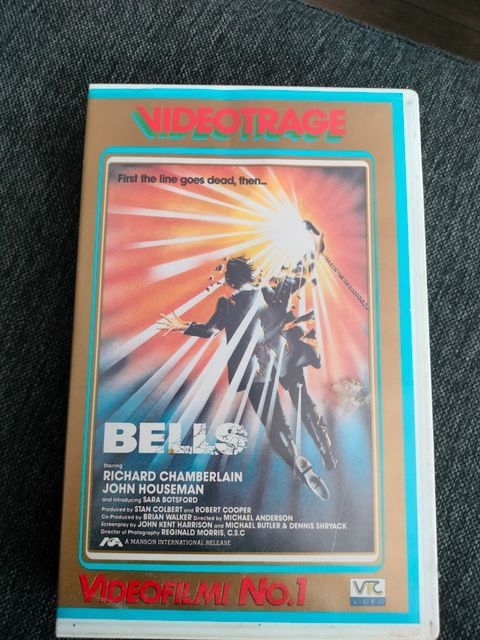 VIDEOTRAGE
First the line goes dead, then...
BELLS
Starring
RICHARD CHAMBERLAIN
JOHN HOUSEMAN
and introducing SARA BOTSFORD
Produced by STAN COLBERT and ROBERT COOPER
Co-Produced by BRIAN WALKER Directed by MICHAEL ANDERSON
Screenplay by JOHN KENT HARRISON and MICHAEL BUTLER & DENNIS SHRYACK
Director of Photography REGINALD MORRIS, C.S.C
A MANSON INTERNATIONAL RELEASE
VIDEOFILMI NO.1
VTC
VIDEO